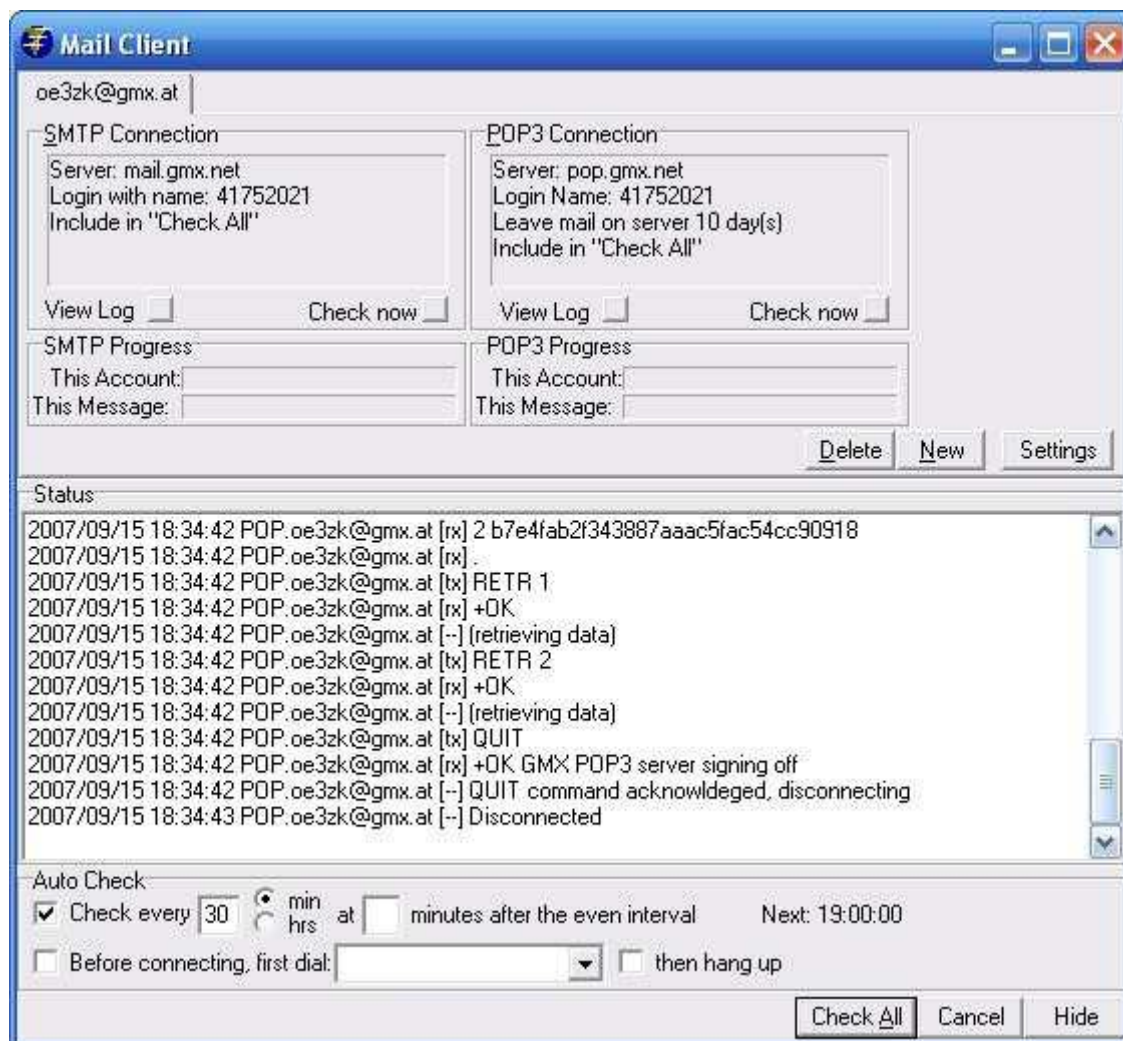 Mail Client
oe3zk@gmx.at
SMTP Connection
Server: mail.gmx.net
Login with name: 41752021
Include in "Check All"
View Log
Check now
POP3 Connection
Server: pop.gmx.net
Login Name: 41752021
Leave mail on server 10 day(s)
Include in "Check All"
View Log
Check now
SMTP Progress
This Account:
This Message:
POP3 Progress
This Account:
This Message:
Delete
New
Settings
Status
2007/09/15 18:34:42 POP.oe3zk@gmx.at [rx] 2 b7e4fab2f343887aaac5fac54cc90918
2007/09/15 18:34:42 POP.oe3zk@gmx.at [rx] .
2007/09/15 18:34:42 POP.oe3zk@gmx.at [tx] RETR 1
2007/09/15 18:34:42 POP.oe3zk@gmx.at [rx] +OK
2007/09/15 18:34:42 POP.oe3zk@gmx.at [--] (retrieving data)
2007/09/15 18:34:42 POP.oe3zk@gmx.at [tx] RETR 2
2007/09/15 18:34:42 POP.oe3zk@gmx.at [rx] +OK
2007/09/15 18:34:42 POP.oe3zk@gmx.at [--] (retrieving data)
2007/09/15 18:34:42 POP.oe3zk@gmx.at [tx] QUIT
2007/09/15 18:34:42 POP.oe3zk@gmx.at [rx] +OK GMX POP3 server signing off
2007/09/15 18:34:42 POP.oe3zk@gmx.at [--] QUIT command acknowldeged, disconnecting
2007/09/15 18:34:43 POP.oe3zk@gmx.at [--] Disconnected
Auto Check
Check every 30 min hrs at minutes after the even interval Next: 19:00:00
Before connecting, first dial: then hang up
Check All
Cancel
Hide